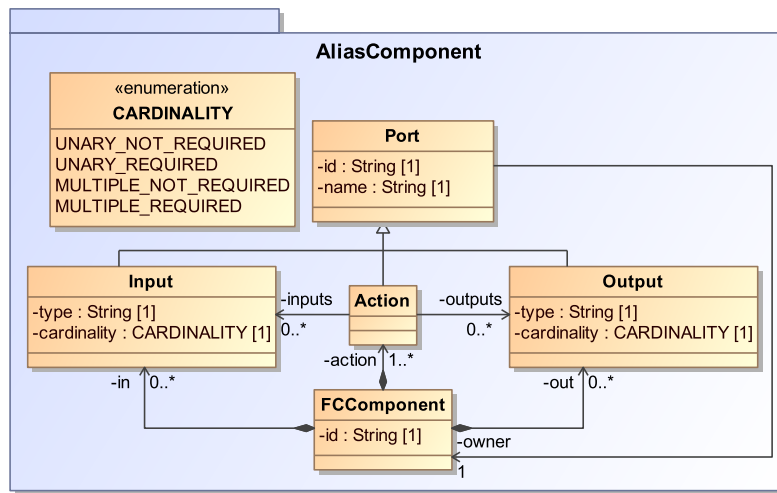 AliasComponent
«enumeration»
CARDINALITY
UNARY_NOT_REQUIRED
UNARY_REQUIRED
MULTIPLE_NOT_REQUIRED
MULTIPLE_REQUIRED
Port
-id : String [1]
-name : String [1]
Input
-type : String [1]
-cardinality : CARDINALITY [1]
-inputs
0..*
Action
-outputs
0..*
Output
-type : String [1]
-cardinality : CARDINALITY [1]
-action
1..*
-in
0..*
-out
0..*
FCComponent
-id : String [1]
-owner
1